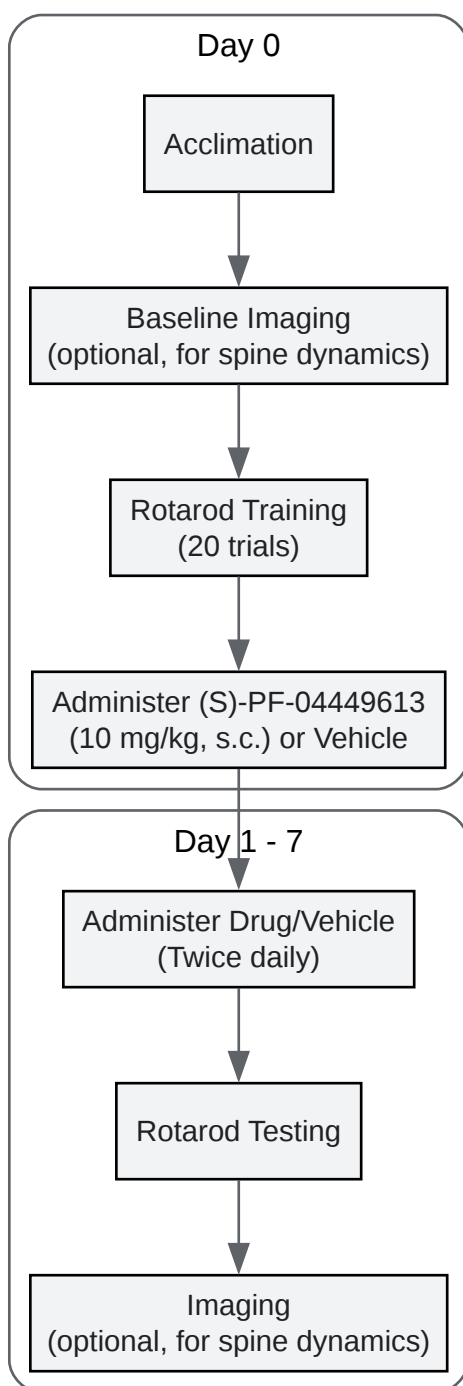 Day 0
Acclimation
Baseline Imaging
(optional, for spine dynamics)
Rotarod Training
(20 trials)
Administer (S)-PF-04449613
(10 mg/kg, s.c.) or Vehicle
Day 1 - 7
Administer Drug/Vehicle
(Twice daily)
Rotarod Testing
Imaging
(optional, for spine dynamics)